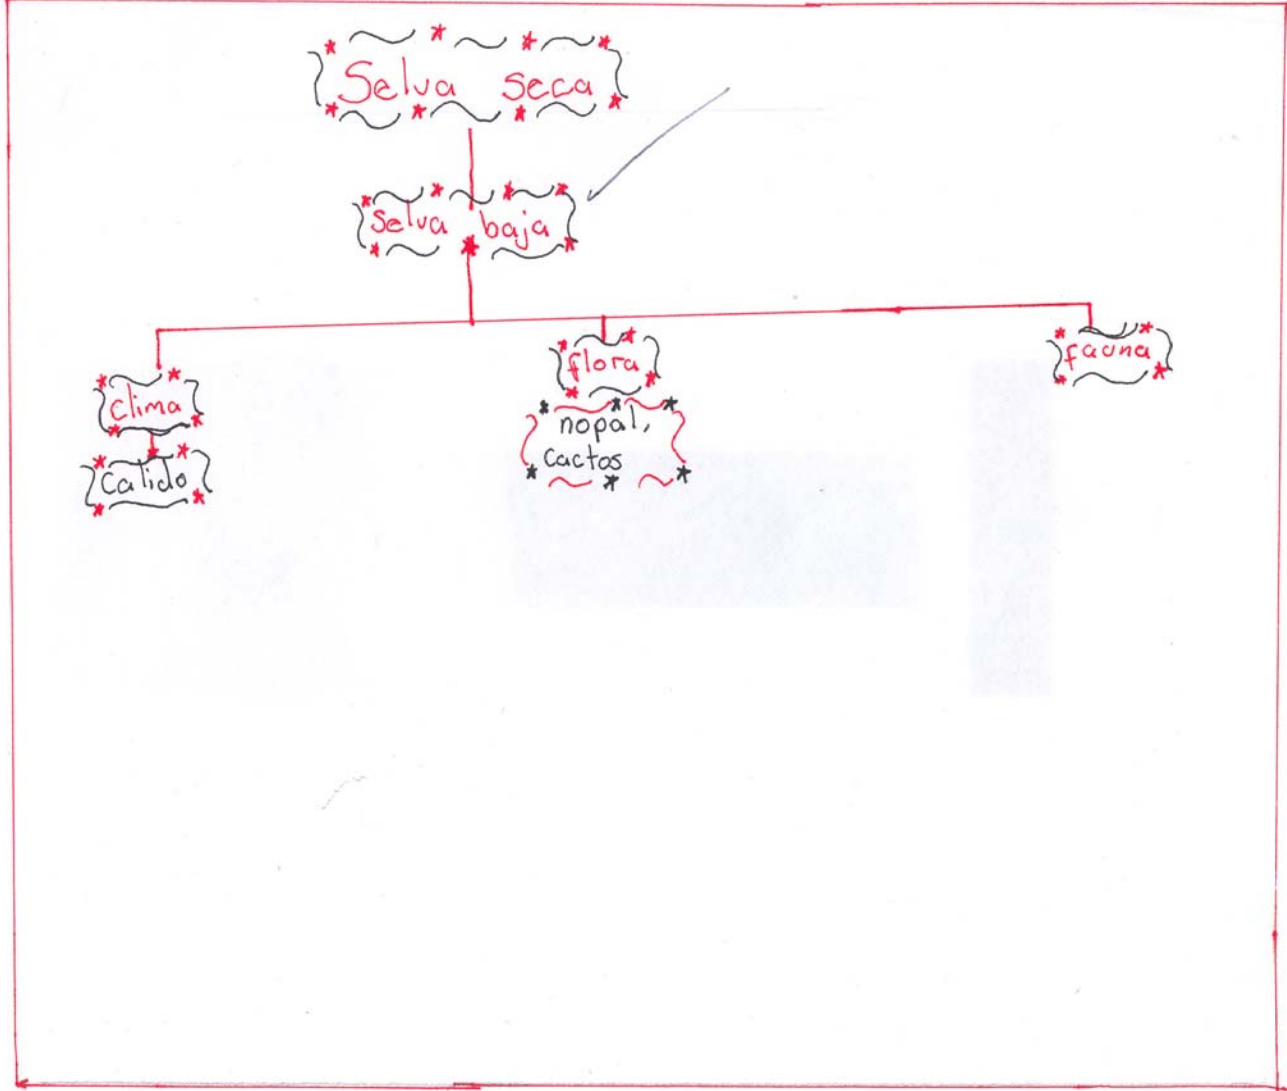 Selva seca
Selva baja
clima
flora
fauna
Calido
nopal,
cactos